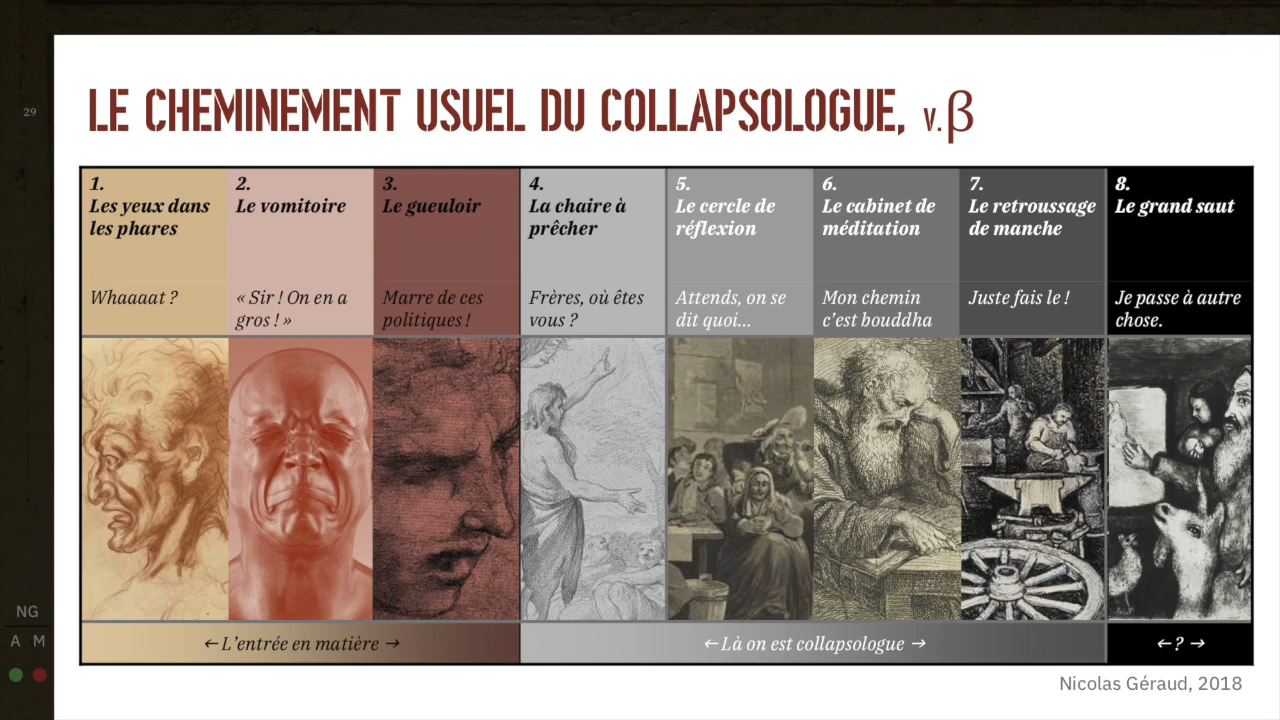 29
LE CHEMINEMENT USUEL DU COLLAPSOLOGUE, v.β
1.
Les yeux dans
les phares
Whaaaat ?
2.
Le vomitoire
« Sir ! On en a
gros ! »
3.
Le gueuloir
Marre de ces
politiques !
4.
La chaire à
prêcher
Frères, où êtes
vous ?
5.
Le cercle de
réflexion
Attends, on se
dit quoi...
6.
Le cabinet de
méditation
Mon chemin
c’est bouddha
7.
Le retroussage
de manche
Juste fais le !
8.
Le grand saut
Je passe à autre
chose.
← L’entrée en matière →
← Là on est collapsologue →
← ? →
NG
A M
Nicolas Géraud, 2018